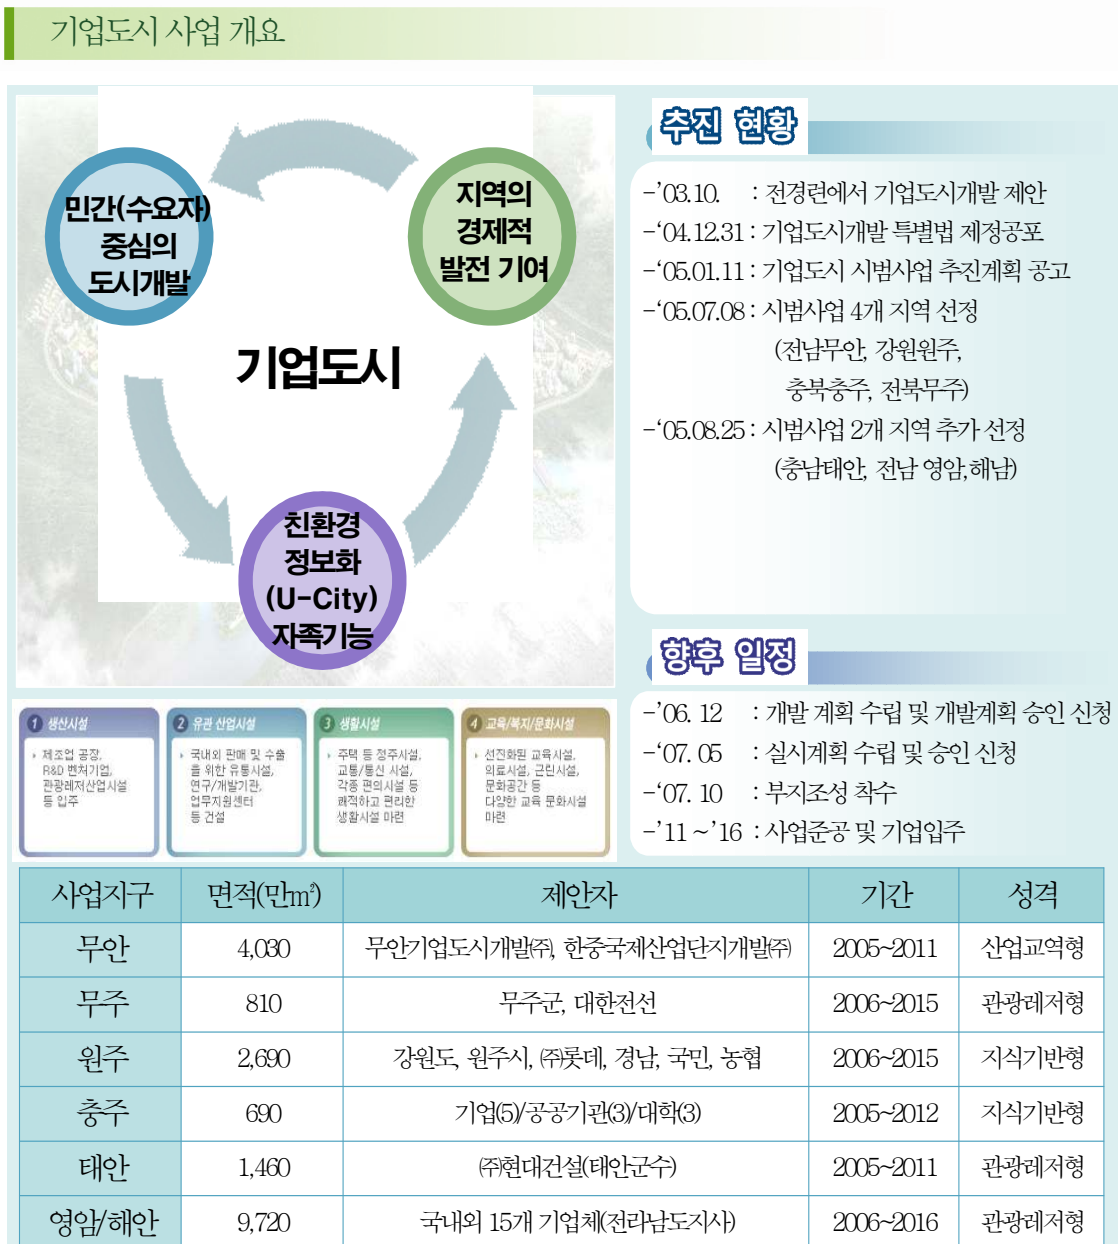 기업도시 사업 개요
민간(수요자)
중심의
도시개발
지역의
경제적
발전 기여
기업도시
친환경
정보화
(U-City)
자족기능
추진 현황
-’03.10. : 전경련에서 기업도시개발 제안
-‘04.12.31 : 기업도시개발 특별법 제정공포
-‘05.01.11 : 기업도시 시범사업 추진계획 공고
-‘05.07.08 : 시범사업 4개 지역 선정
(전남무안, 강원원주,
충북충주, 전북무주)
-‘05.08.25 : 시범사업 2개 지역 추가 선정
(충남태안, 전남 영암,해남)
향후 일정
-’06. 12 : 개발 계획 수립 및 개발계획 승인 신청
-‘07. 05 : 실시계획 수립 및 승인 신청
-‘07. 10 : 부지조성 착수
-’11 ~ ’16 : 사업준공 및 기업입주
1 생산시설
제조업 공장,
R&D 벤처기업,
관광레저산업시설
등 입주
2 유관 산업시설
국내외 판매 및 수출
을 위한 유통시설,
연구/개발기관,
업무지원센터
등 건설
3 생활시설
주택 등 정주시설,
교통/통신 시설,
각종 편의시설 등
쾌적하고 편리한
생활시설 마련
4 교육/복지/문화시설
선진화된 교육시설,
의료시설, 근린시설,
문화공간 등
다양한 교육 문화시설
마련
사업지구 면적(만㎡) 제안자 기간 성격
무안 4,030 무안기업도시개발㈜, 한중국제산업단지개발㈜ 2005~2011 산업교역형
무주 810 무주군, 대한전선 2006~2015 관광레저형
원주 2,690 강원도, 원주시, ㈜롯데, 경남, 국민, 농협 2006~2015 지식기반형
충주 690 기업(5)/공공기관(3)/대학(3) 2005~2012 지식기반형
태안 1,460 ㈜현대건설(태안군수) 2005~2011 관광레저형
영암/해안 9,720 국내외 15개 기업체(전라남도지사) 2006~2016 관광레저형